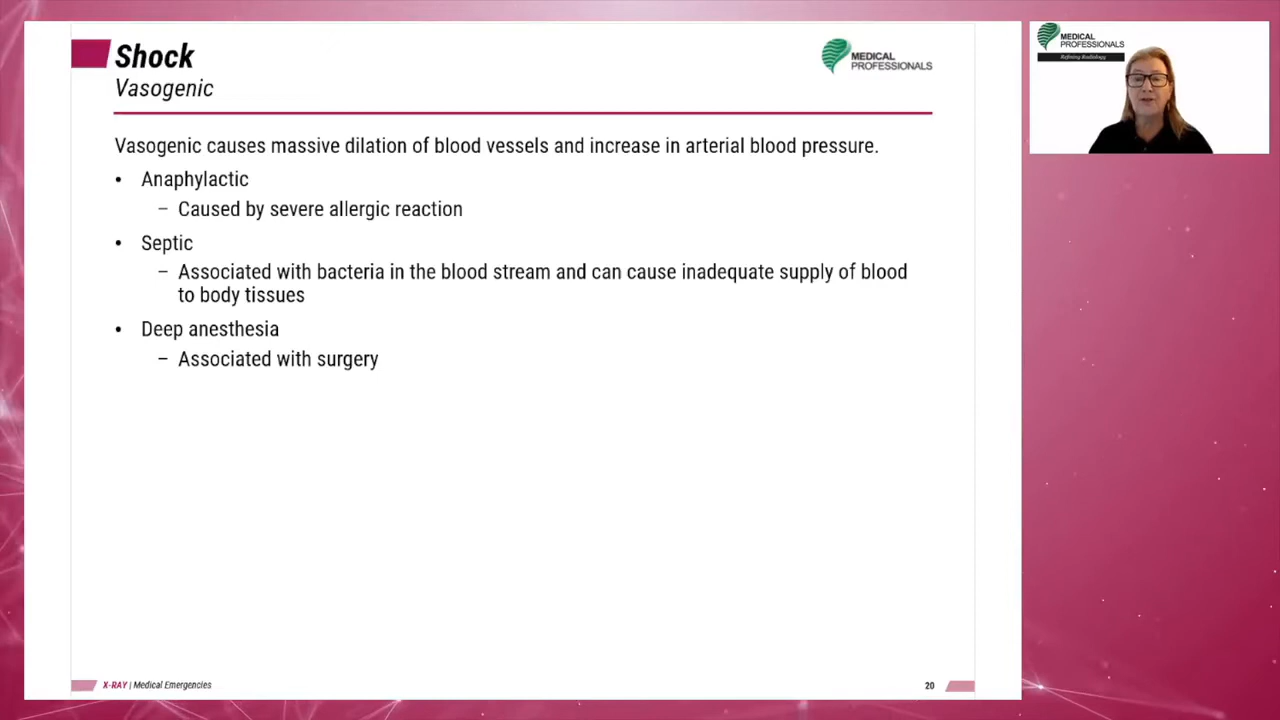 Shock
Vasogenic
MEDICAL
PROFESSIONALS
Vasogenic causes massive dilation of blood vessels and increase in arterial blood pressure.
• Anaphylactic
– Caused by severe allergic reaction
• Septic
– Associated with bacteria in the blood stream and can cause inadequate supply of blood
to body tissues
• Deep anesthesia
– Associated with surgery
X-RAY | Medical Emergencies
20
MEDICAL
PROFESSIONALS
Refining Radiology